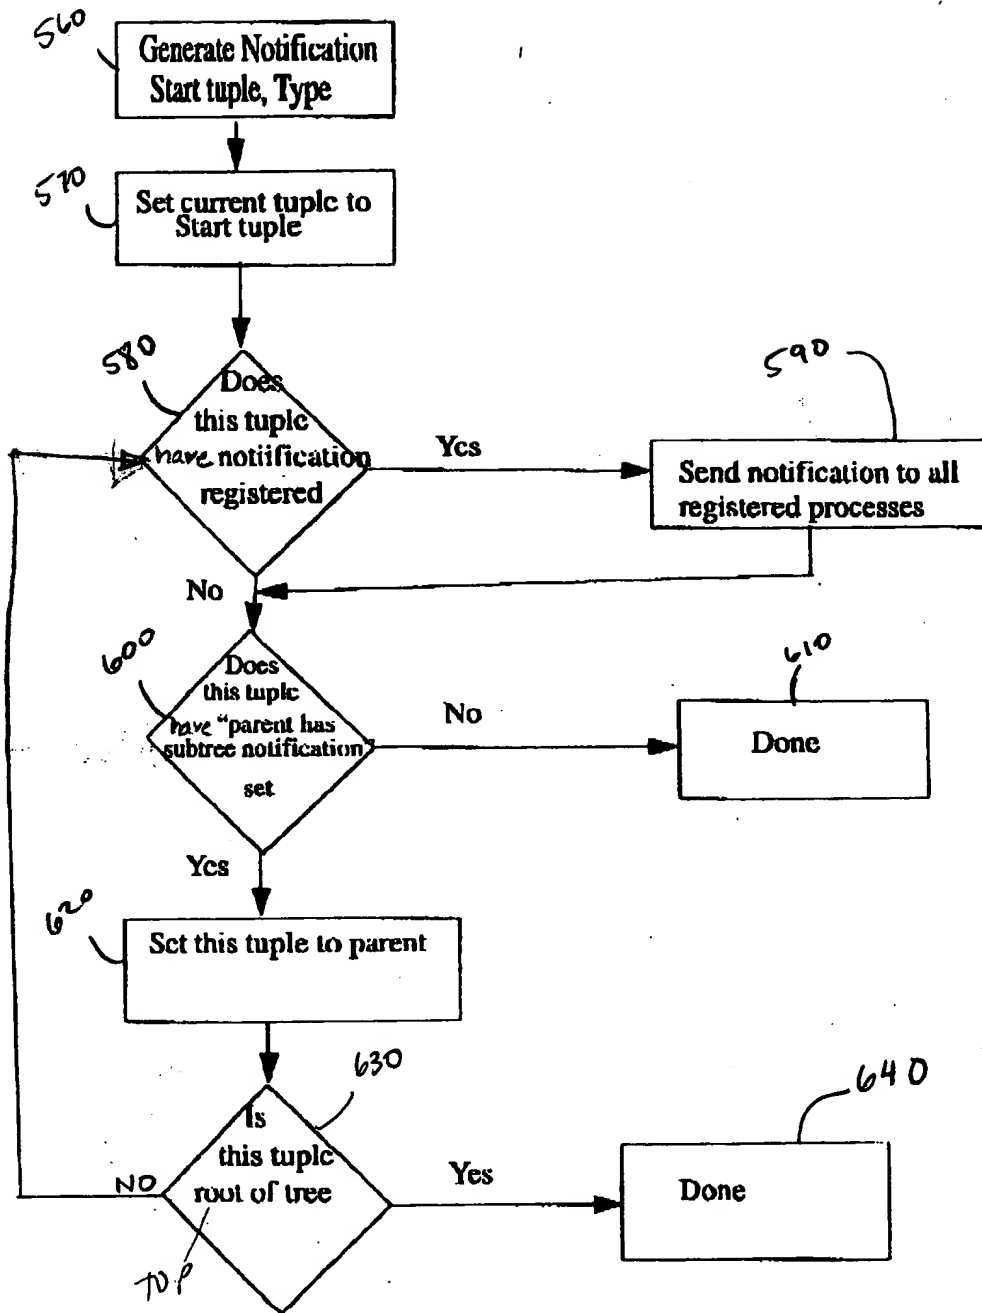 560
Generate Notification
Start tuple, Type
570
Set current tuple to
Start tuple
580
Does
this tuple
have notiification
registered
Yes
590
Send notification to all
registered processes
No
600
Does
this tuple
have "parent has
subtree notification"
set
No
610
Done
Yes
620
Set this tuple to parent
630
Is
this tuple
root of tree
NO
TOP
Yes
640
Done